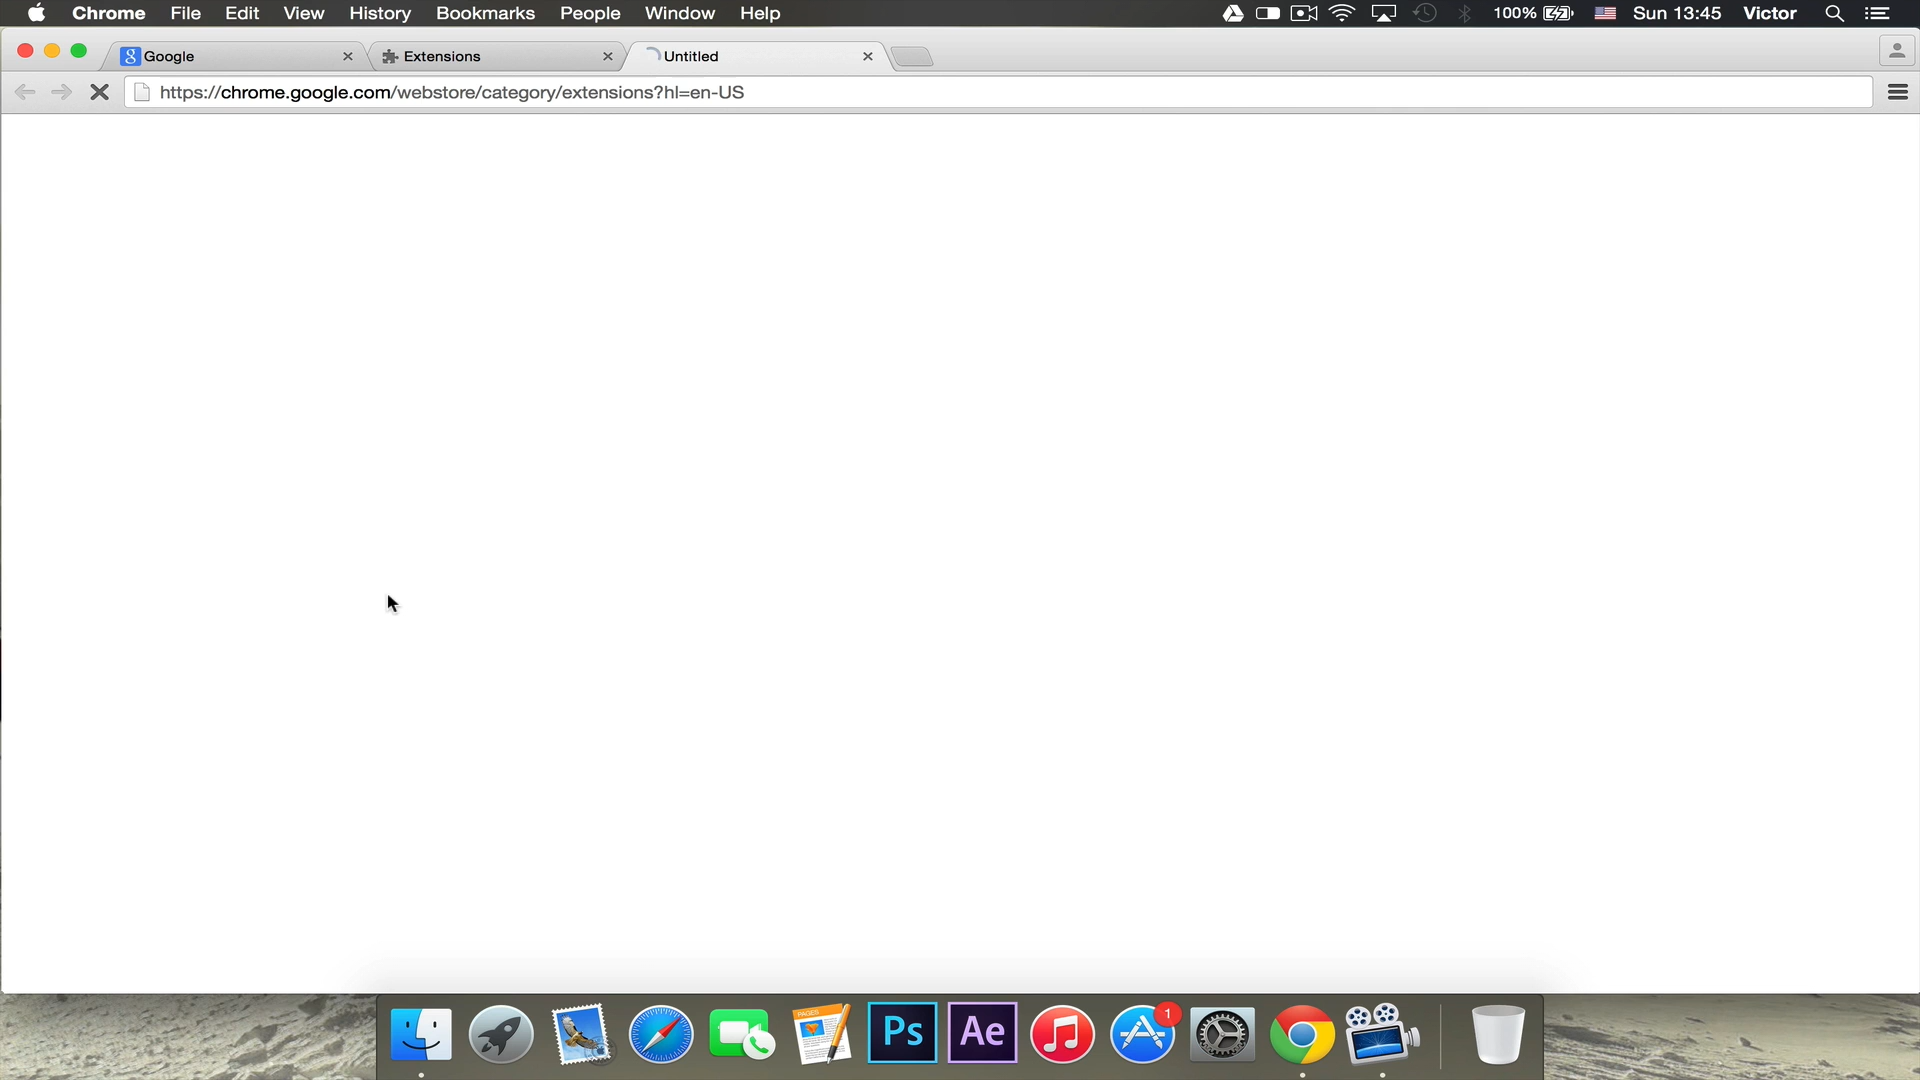 Chrome File Edit View History Bookmarks People Window Help 100% Sun 13:45 Victor
Google Extensions Untitled
https://chrome.google.com/webstore/category/extensions?hl=en-US
PAGES Ps Ae 1